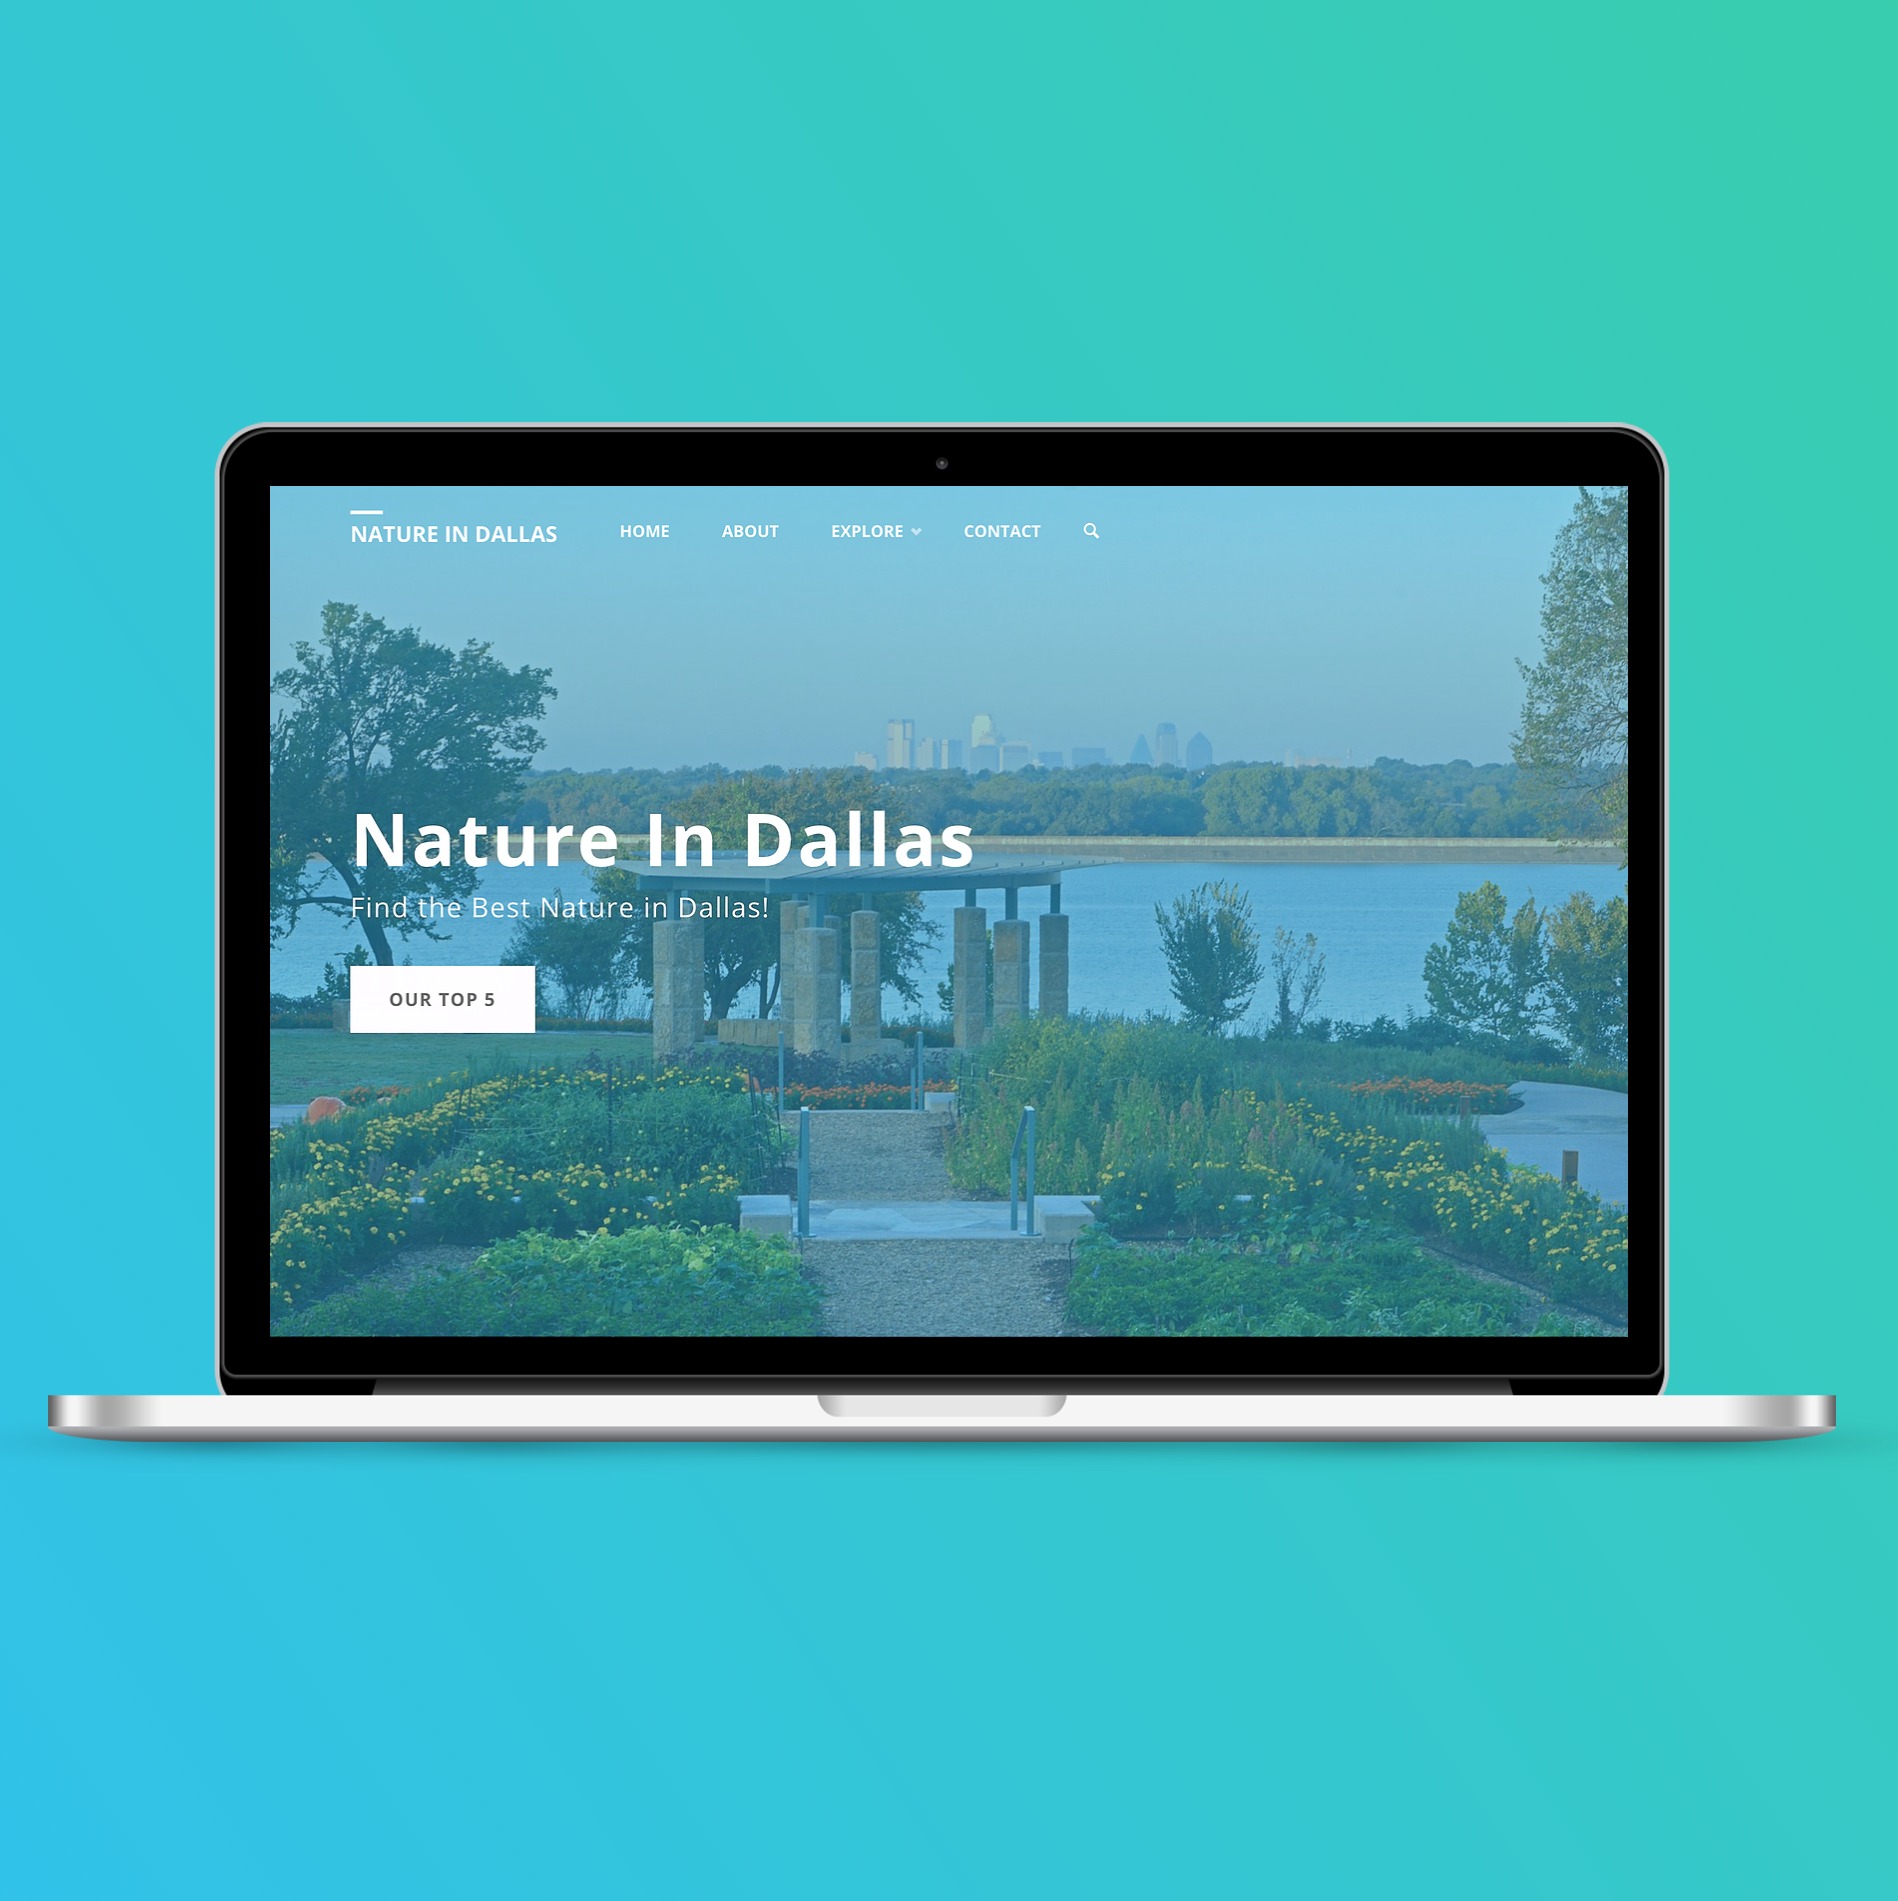 NATURE IN DALLAS HOME ABOUT EXPLORE CONTACT
Nature In Dallas
Find the Best Nature in Dallas!
OUR TOP 5